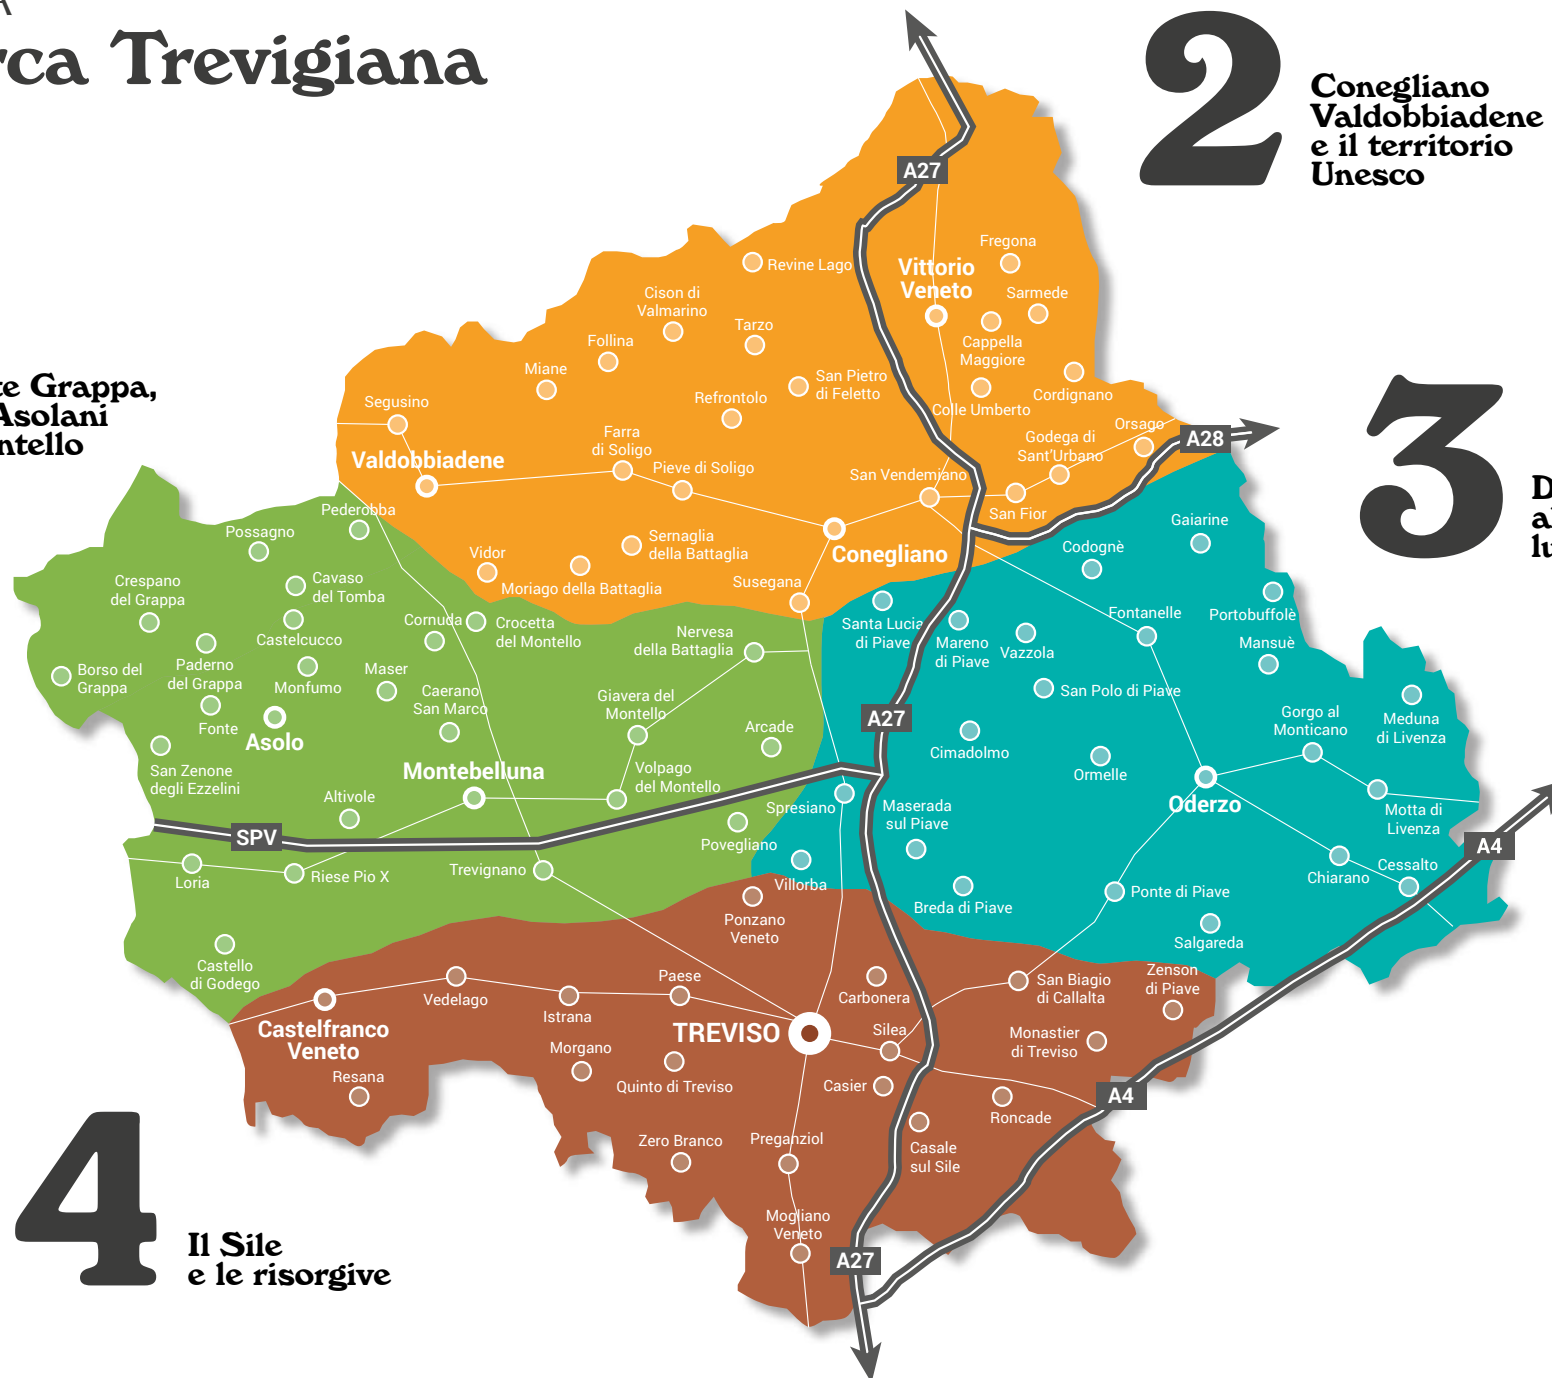 rca Trevigiana
2
Conegliano
Valdobbiadene
e il territorio
Unesco
te Grappa,
Asolani
ntello
3
D
al
lu
4
Il Sile
e le risorgive
A27
Fregona
Revine Lago
Vittorio
Veneto
Sarmede
Cison di
Valmarino
Tarzo
Cappella
Maggiore
Follina
Miane
San Pietro
di Feletto
Refrontolo
Colle Umberto
Cordignano
Segusino
Orsago
A28
Farra
di Soligo
Godega di
Sant'Urbano
Valdobbiadene
Pieve di Soligo
San Vendemiano
San Fior
Pederobba
Possagno
Gaiarine
Sernaglia
della Battaglia
Conegliano
Codognè
Vidor
Moriago della Battaglia
Susegana
Crespano
del Grappa
Cavaso
del Tomba
Castelcucco
Cornuda
Crocetta
del Montello
Nervesa
della Battaglia
Santa Lucia
di Piave
Mareno
di Piave
Vazzola
Fontanelle
Portobuffolè
Mansuè
Borso del
Grappa
Paderno
del Grappa
Monfumo
Maser
Caerano
San Marco
Giavera del
Montello
San Polo di Piave
Fonte
Asolo
Arcade
A27
Cimadolmo
Gorgo al
Monticano
Meduna
di Livenza
San Zenone
degli Ezzelini
Montebelluna
Volpago
del Montello
Ormelle
Altivole
Spresiano
Maserada
sul Piave
Oderzo
Motta di
Livenza
SPV
Povegliano
A4
Loria
Riese Pio X
Trevignano
Villorba
Breda di Piave
Ponte di Piave
Chiarano
Cessalto
Ponzano
Veneto
Salgareda
Castello
di Godego
Vedelago
Istrana
Paese
Carbonera
San Biagio
di Callalta
Zenson
di Piave
Castelfranco
Veneto
TREVISO
Silea
Monastier
di Treviso
Resana
Morgano
Quinto di Treviso
Casier
A4
Roncade
Zero Branco
Preganziol
Casale
sul Sile
Mogliano
Veneto
A27